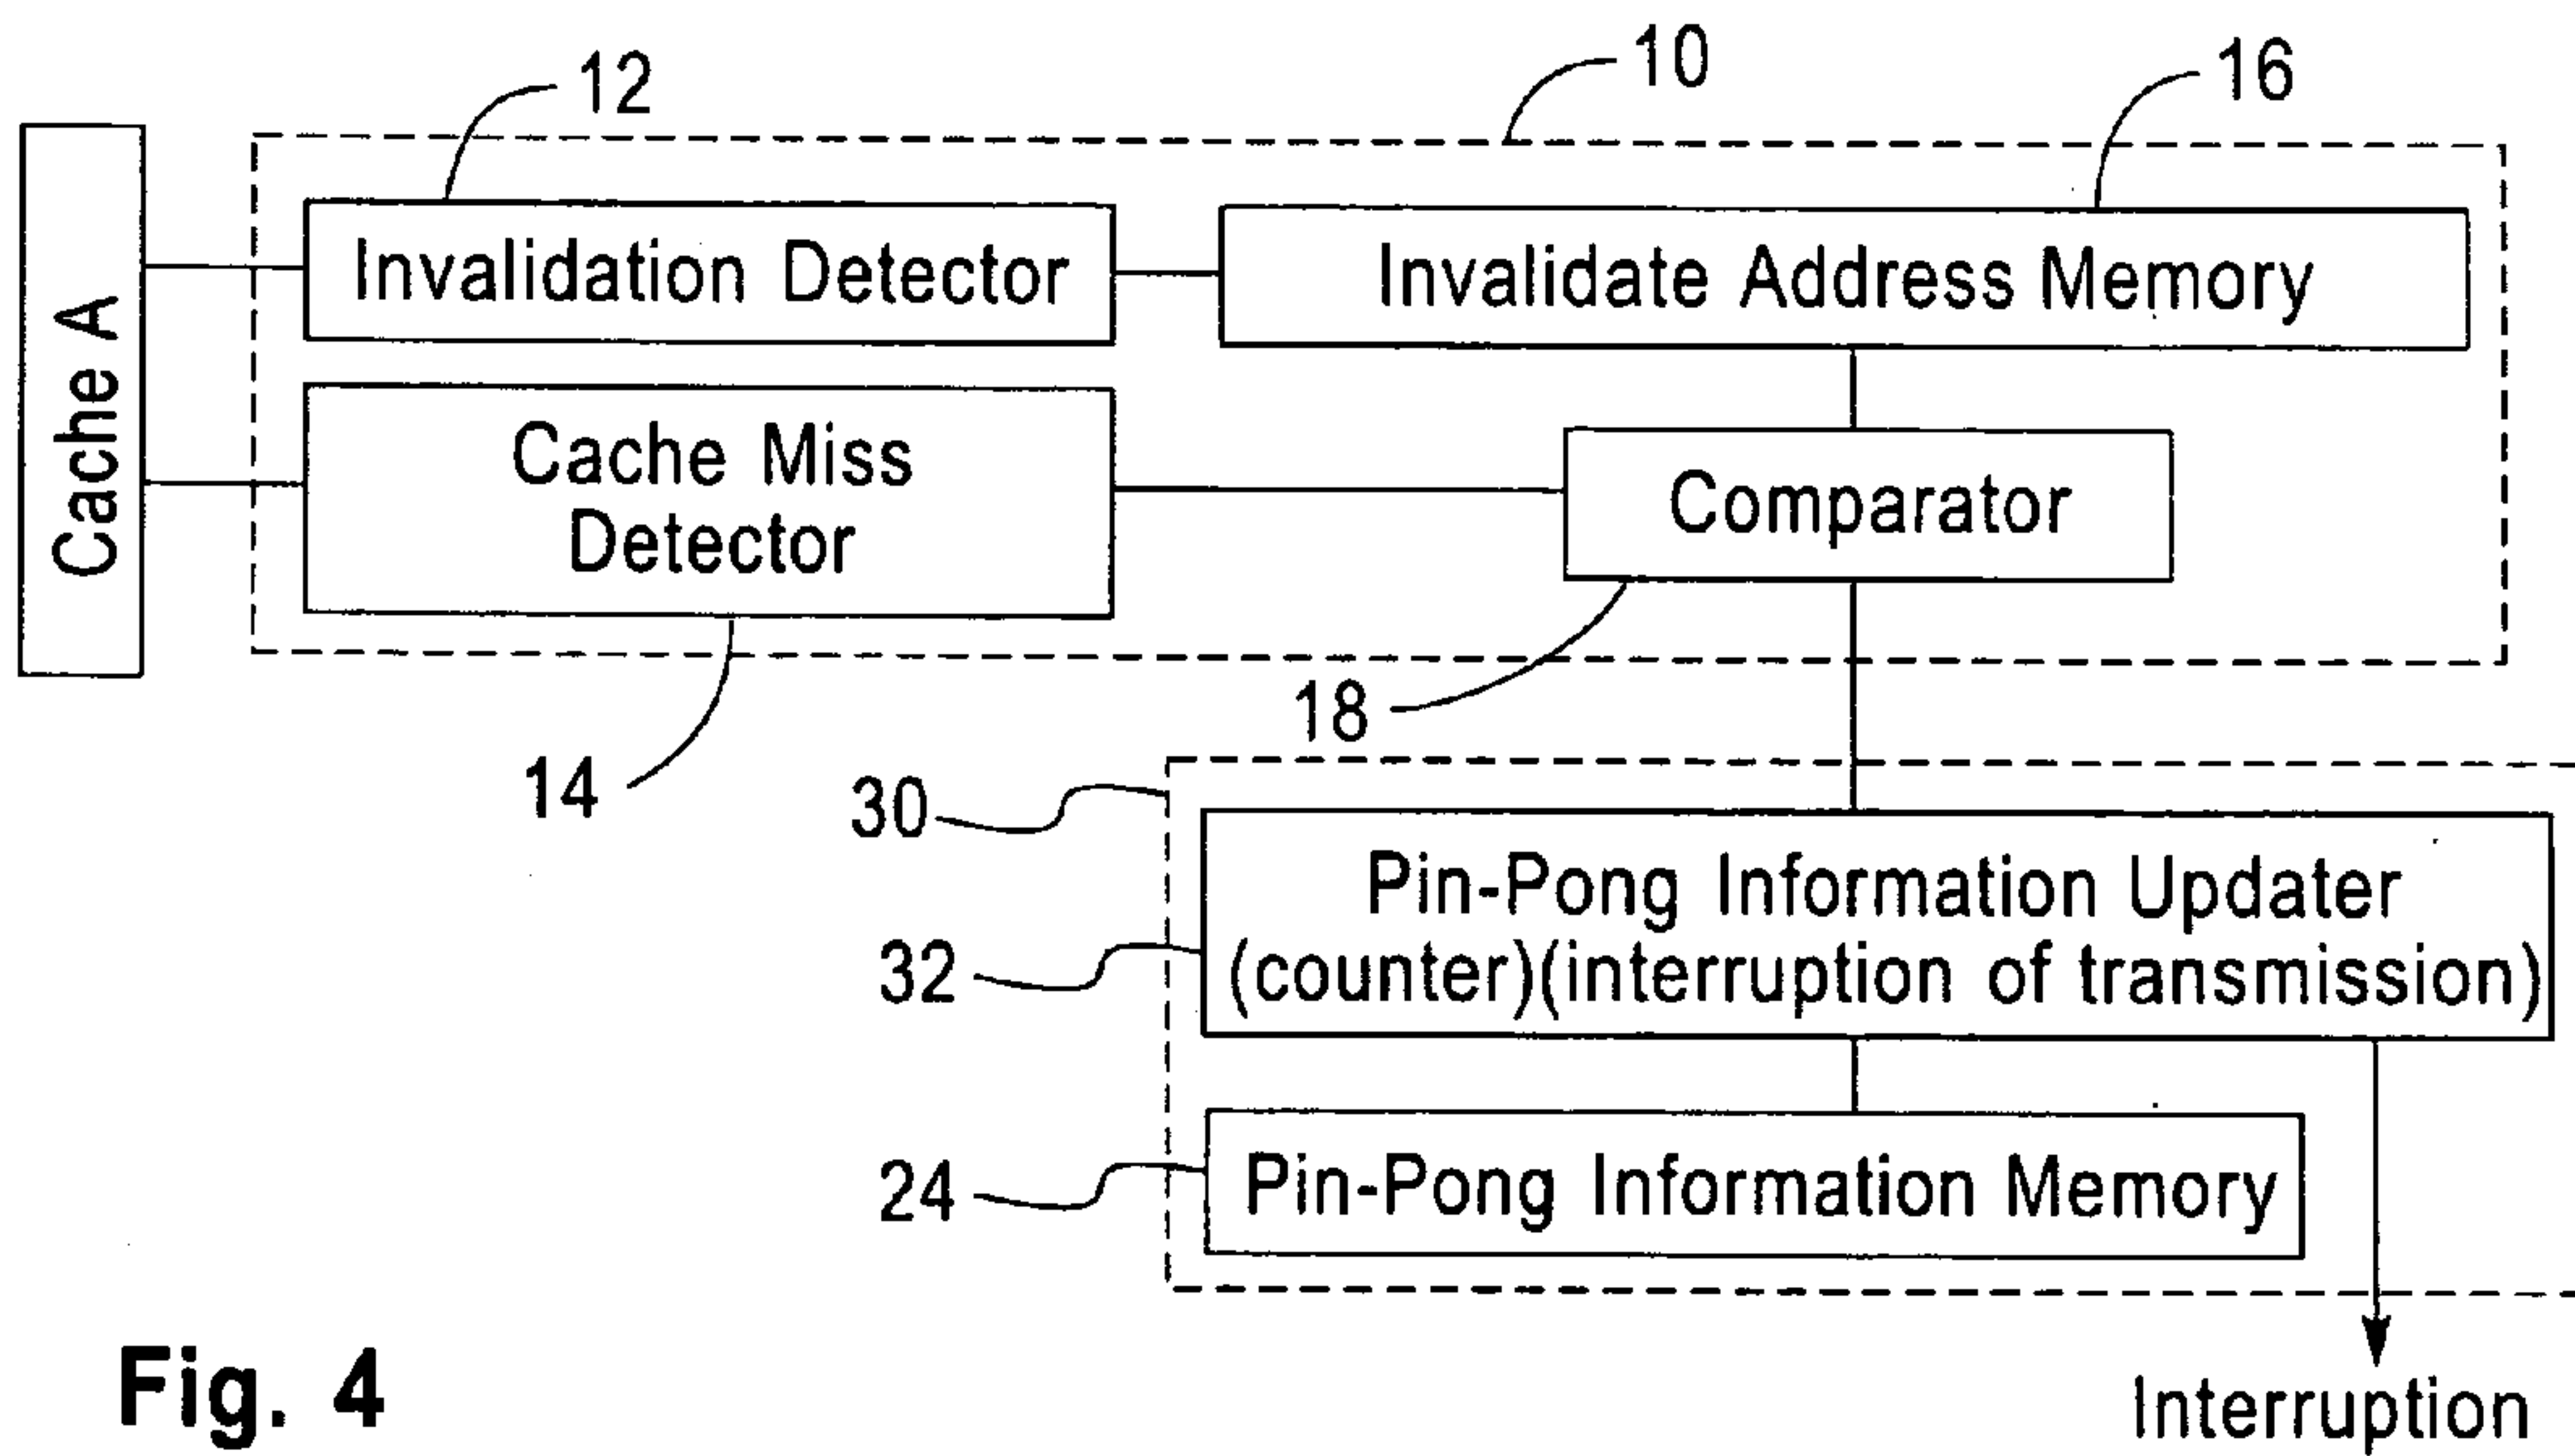 12
10
16
Cache A
Invalidation Detector
Invalidate Address Memory
Cache Miss
Detector
Comparator
18
14
30
Pin-Pong Information Updater
(counter)(interruption of transmission)
32
24
Pin-Pong Information Memory
Fig. 4
Interruption